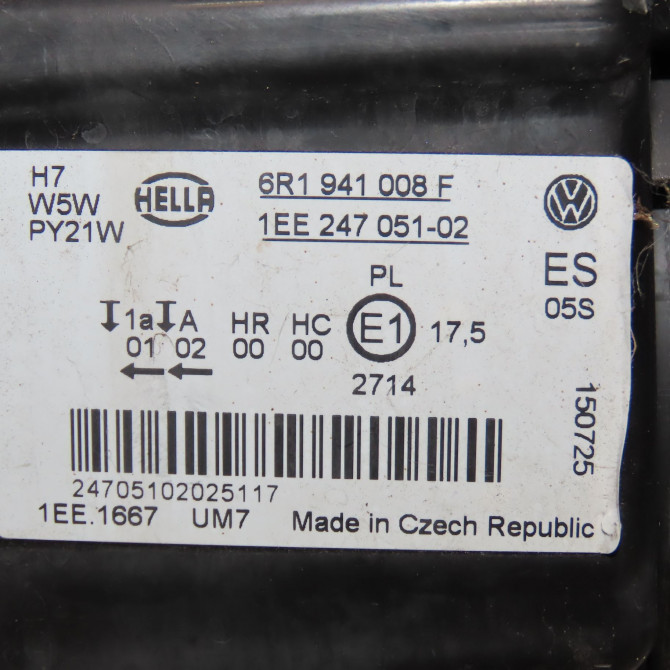 H7
W5W
PY21W
HELLA
6R1 941 008 F
1EE 247 051-02
VW
ES
05S
PL
1a A HR HC E1 17,5
01 02 00 00
2714
150725
24705102025117
1EE.1667 UM7 Made in Czech Republic